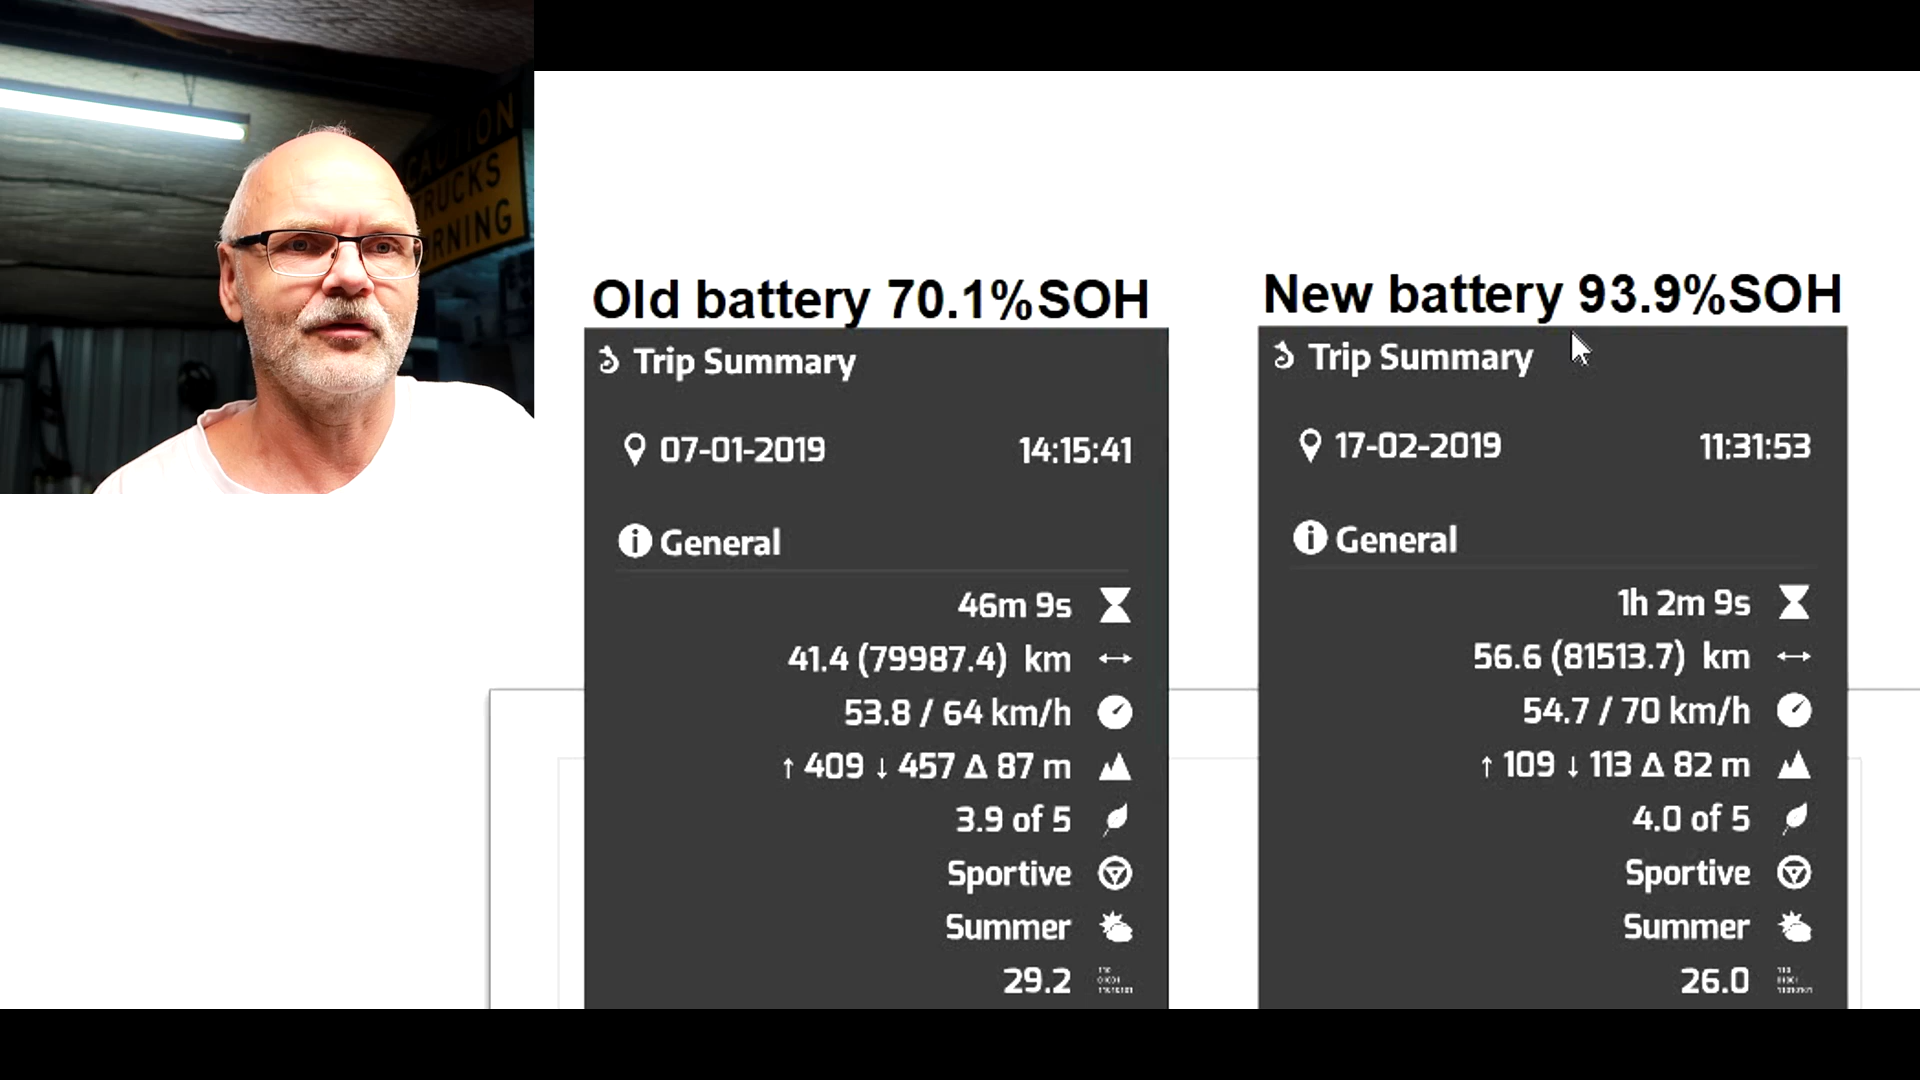 CAUTION
TRUCKS
Old battery 70.1%SOH
Trip Summary
07-01-2019 14:15:41
General
46m 9s
41.4 (79987.4) km
53.8 / 64 km/h
↑ 409 ↓ 457 Δ 87 m
3.9 of 5
Sportive
Summer
29.2
New battery 93.9%SOH
Trip Summary
17-02-2019 11:31:53
General
1h 2m 9s
56.6 (81513.7) km
54.7 / 70 km/h
↑ 109 ↓ 113 Δ 82 m
4.0 of 5
Sportive
Summer
26.0